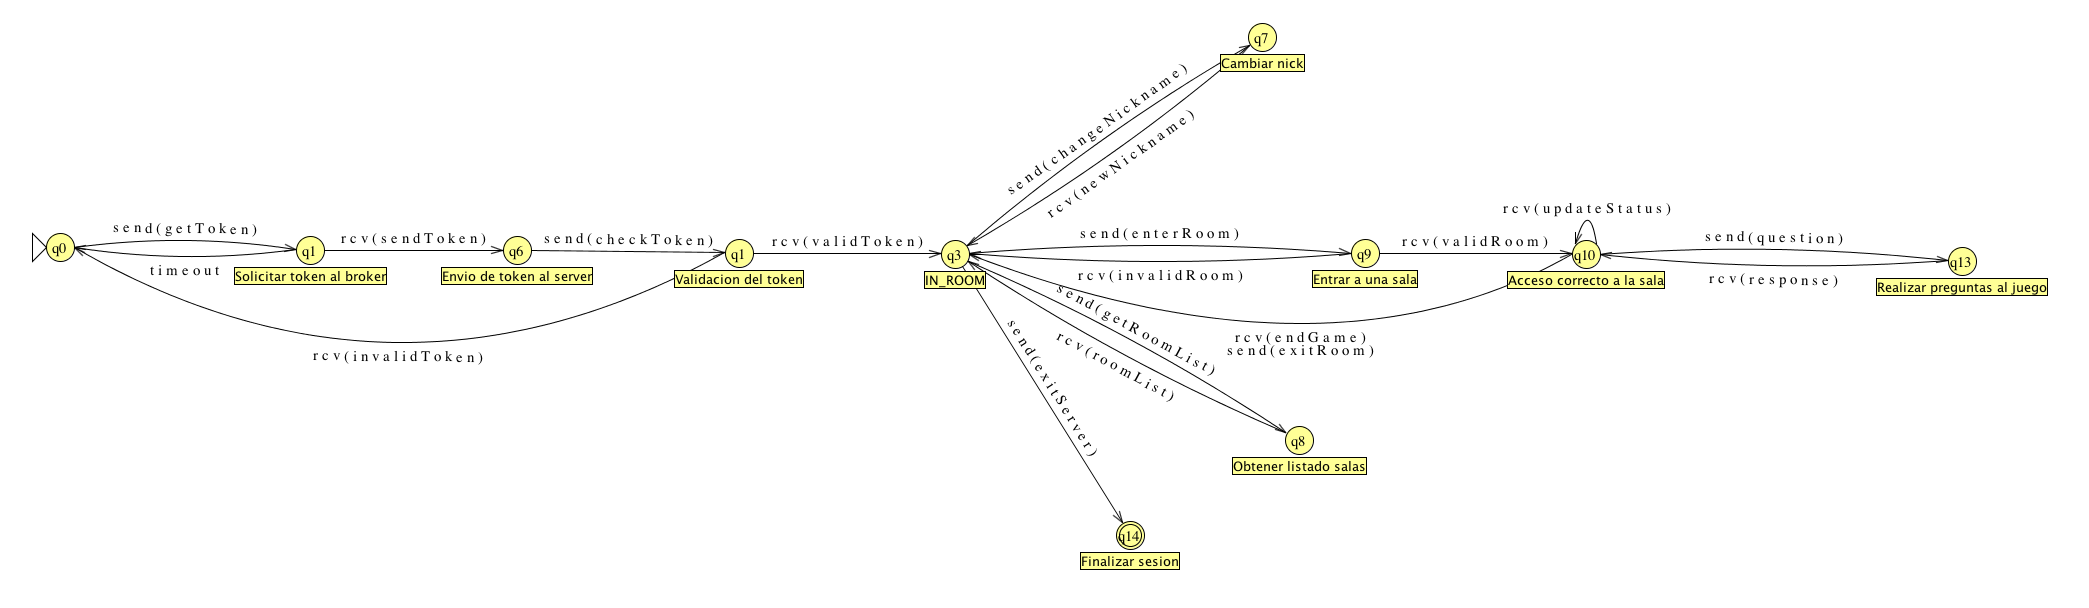 q7
Cambiar nick
send(changeNickname)
rcv(newNickname)
q0
send(getToken)
timeout
q1
Solicitar token al broker
rcv(sendToken)
q6
Envio de token al server
send(checkToken)
q1
Validacion del token
rcv(invalidToken)
rcv(validToken)
q3
IN_ROOM
send(enterRoom)
rcv(invalidRoom)
q9
Entrar a una sala
rcv(validRoom)
rcv(updateStatus)
q10
Acceso correcto a la sala
send(question)
rcv(response)
q13
Realizar preguntas al juego
rcv(endGame)
send(exitRoom)
send(getRoomList)
rcv(roomList)
q8
Obtener listado salas
send(exitServer)
q14
Finalizar sesion